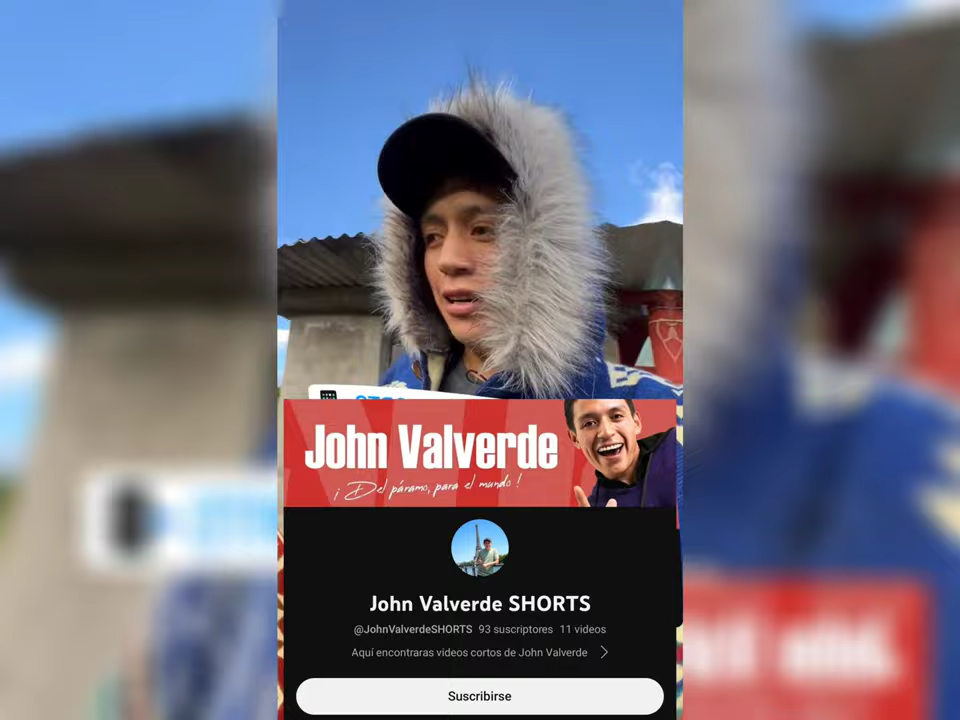 John Valverde
¡Del páramo, para el mundo!
John Valverde SHORTS
@JohnValverdeSHORTS 93 suscriptores 11 videos
Aquí encontraras videos cortos de John Valverde
Suscribirse